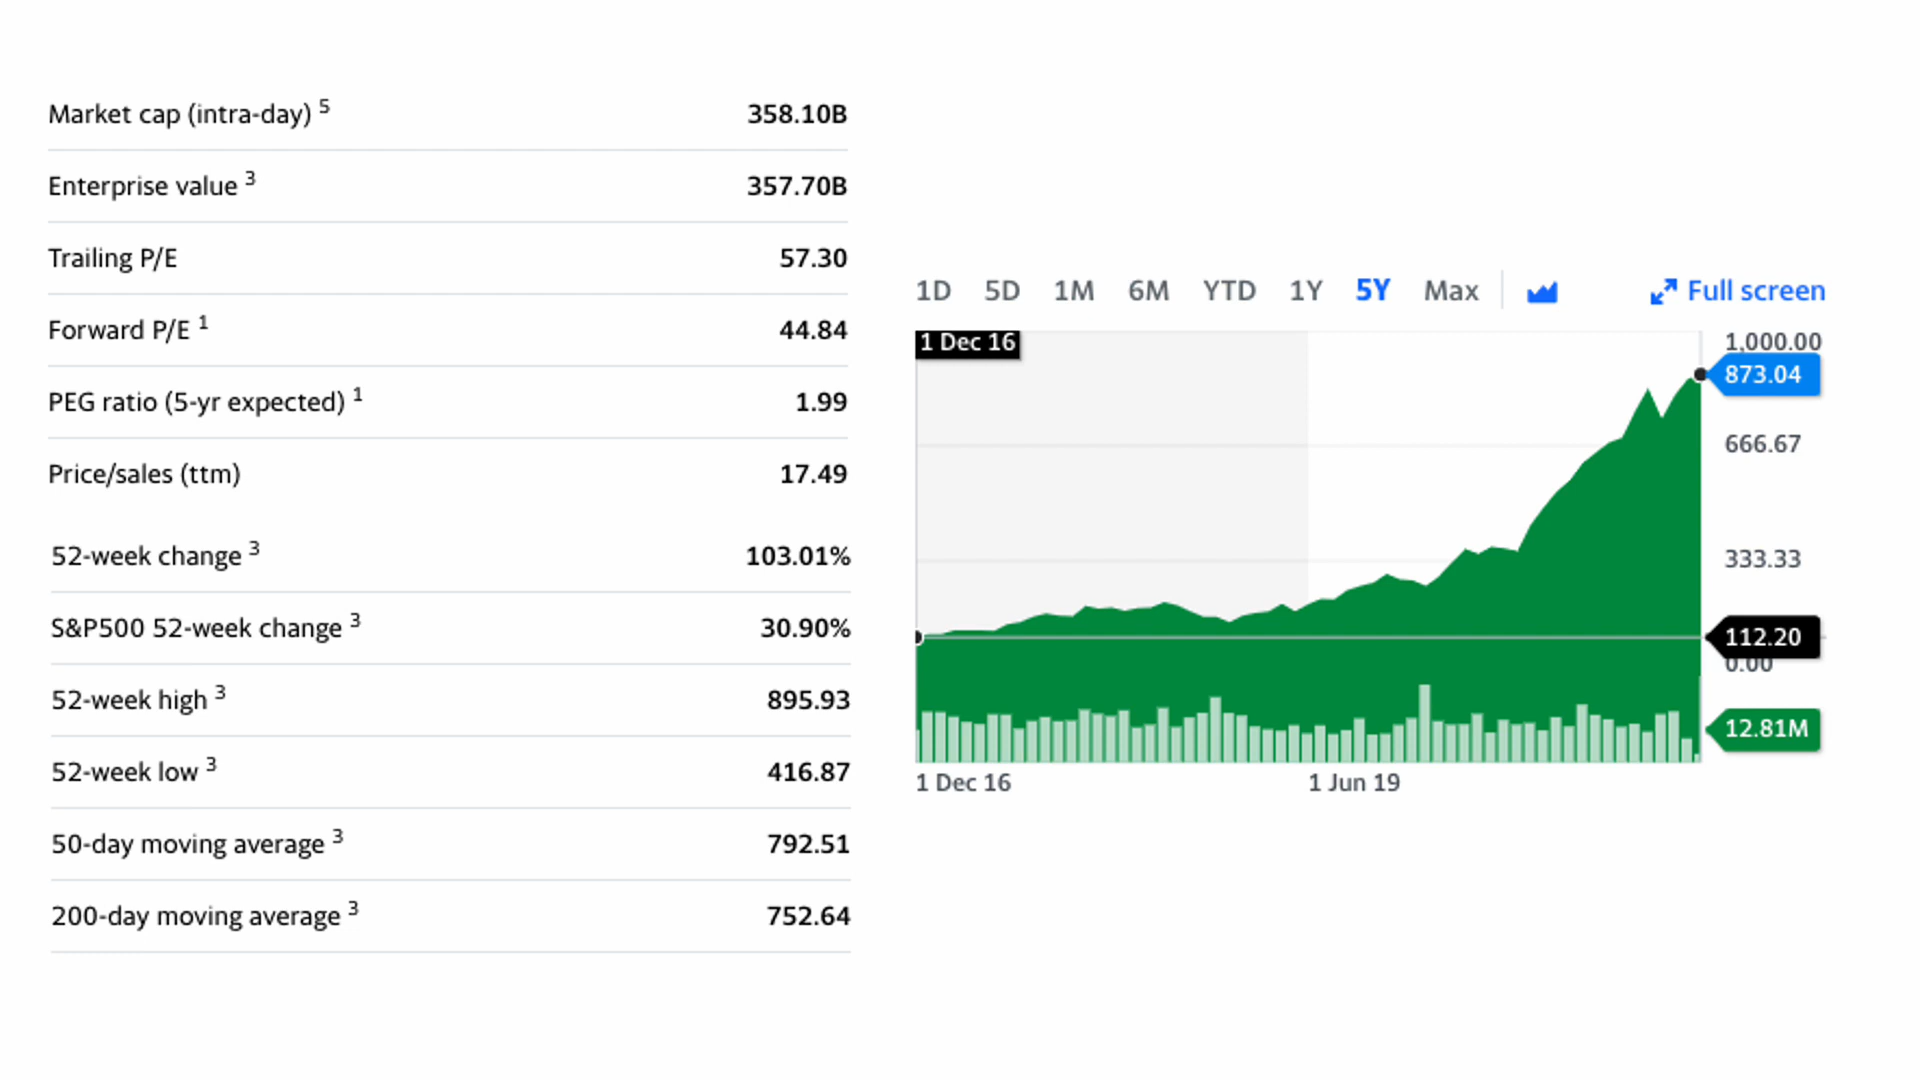 Market cap (intra-day) 5 358.10B
Enterprise value 3 357.70B
Trailing P/E 57.30
Forward P/E 1 44.84
PEG ratio (5-yr expected) 1 1.99
Price/sales (ttm) 17.49
52-week change 3 103.01%
S&P500 52-week change 3 30.90%
52-week high 3 895.93
52-week low 3 416.87
50-day moving average 3 792.51
200-day moving average 3 752.64
1D 5D 1M 6M YTD 1Y 5Y Max Full screen
1 Dec 16
1,000.00
873.04
666.67
333.33
112.20
0.00
12.81M
1 Dec 16 1 Jun 19